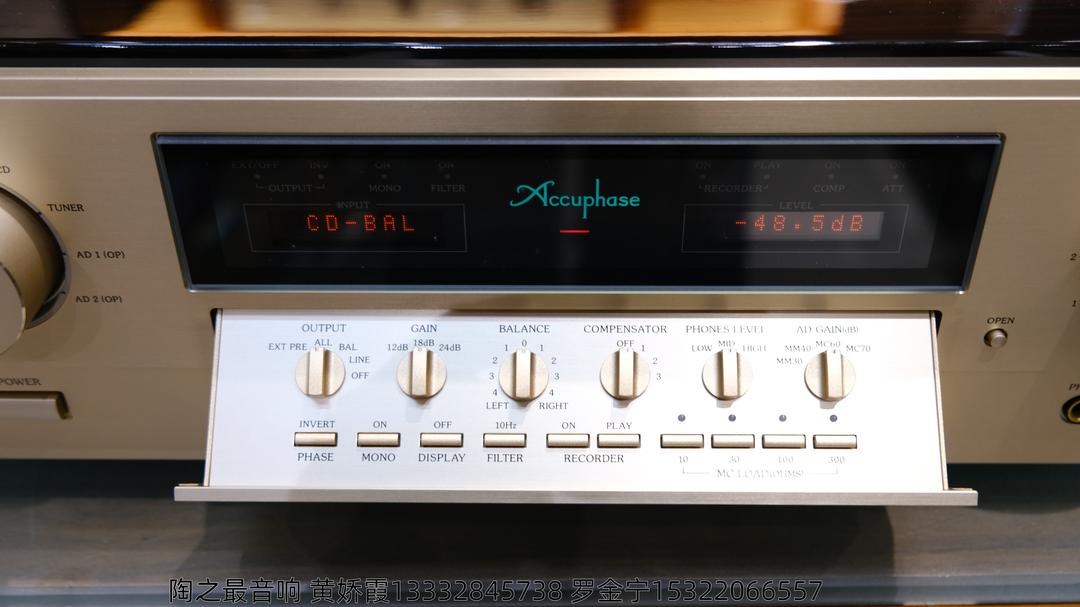 EXT/OFF INV ON ON
OUTPUT MONO FILTER
ON PLAY ON ON
RECORDER COMP ATT
Accuphase
INPUT
CD-BAL
LEVEL
-48.5dB
CD
TUNER
AD 1 (OP)
AD 2 (OP)
POWER
2
1
OPEN
OUTPUT GAIN BALANCE COMPENSATOR PHONES LEVEL AD GAIN(dB)
EXT PRE ALL BAL LINE OFF
12dB 18dB 24dB
4 3 2 1 0 1 2 3 4
LEFT RIGHT
OFF 1 2 3
LOW MID HIGH
MM30 MM40 MC60 MC70
INVERT ON OFF 10Hz ON PLAY
PHASE MONO DISPLAY FILTER RECORDER
10 30 100 300
MC LOAD(OHMS)
陶之最音响 黄娇霞13332845738 罗金宁15322066557